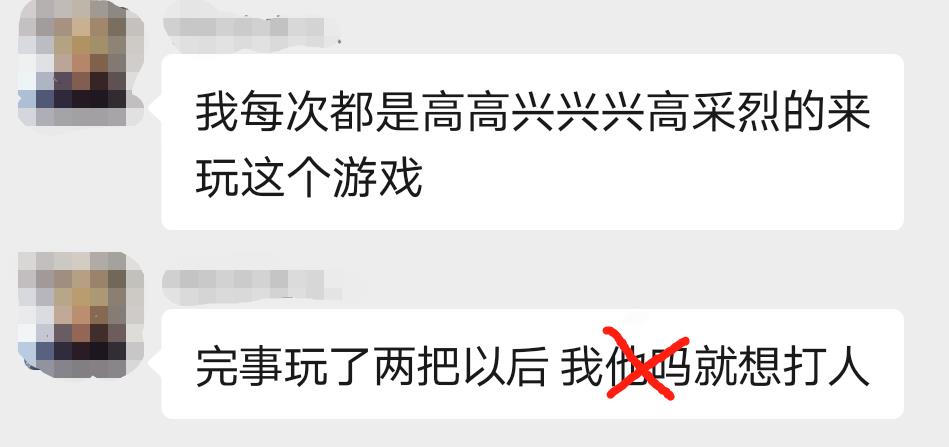 我每次都是高高兴兴兴高采烈的来
玩这个游戏
完事玩了两把以后 我他吗就想打人